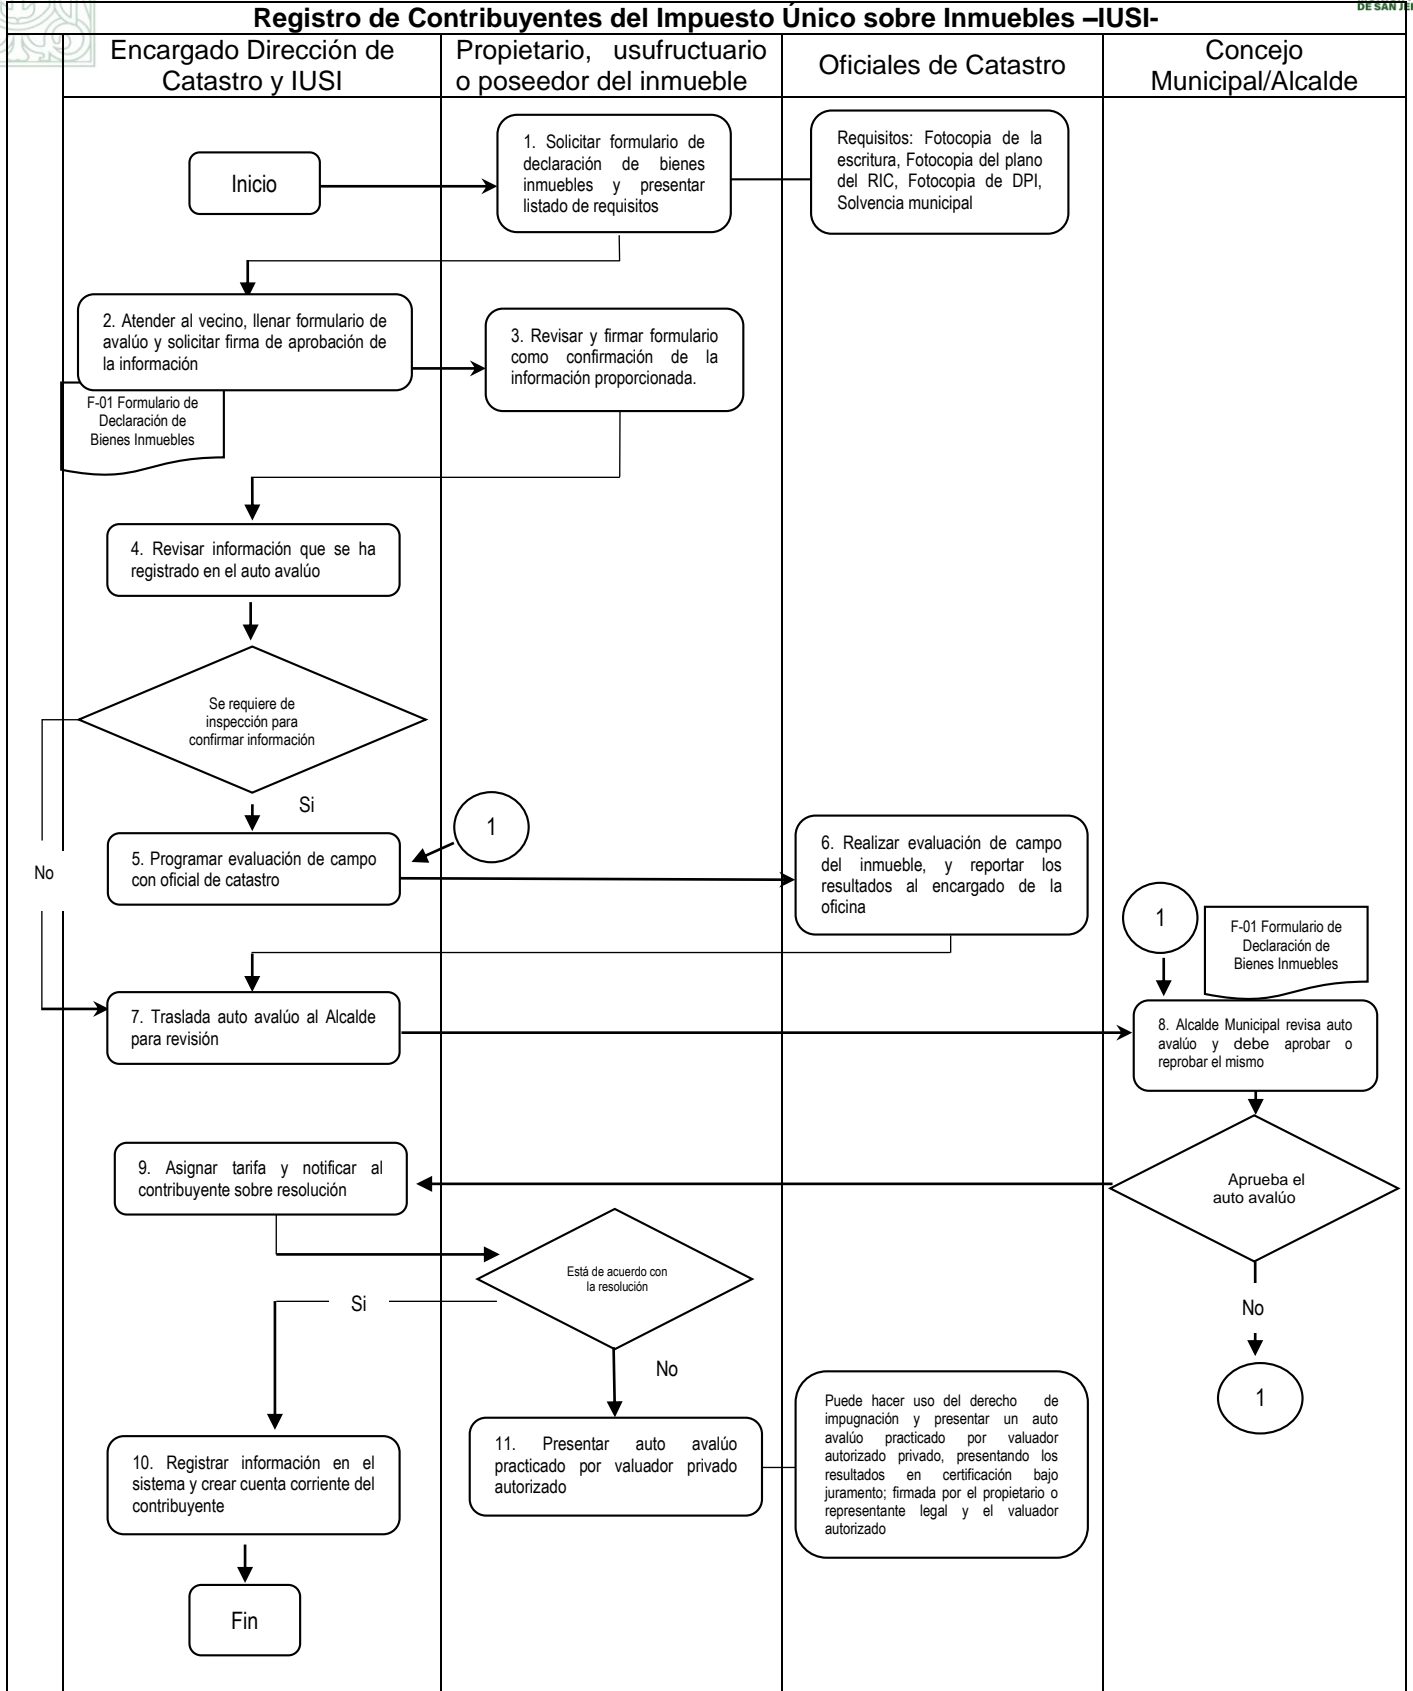 DE SAN JE
Registro de Contribuyentes del Impuesto Único sobre Inmuebles –IUSI-
Encargado Dirección de
Catastro y IUSI
Propietario, usufructuario
o poseedor del inmueble
Oficiales de Catastro
Concejo
Municipal/Alcalde
Inicio
1. Solicitar formulario de
declaración de bienes
inmuebles y presentar
listado de requisitos
Requisitos: Fotocopia de la
escritura, Fotocopia del plano
del RIC, Fotocopia de DPI,
Solvencia municipal
2. Atender al vecino, llenar formulario de
avalúo y solicitar firma de aprobación de
la información
3. Revisar y firmar formulario
como confirmación de la
información proporcionada.
F-01 Formulario de
Declaración de
Bienes Inmuebles
4. Revisar información que se ha
registrado en el auto avalúo
Se requiere de
inspección para
confirmar información
Si
No
1
5. Programar evaluación de campo
con oficial de catastro
6. Realizar evaluación de campo
del inmueble, y reportar los
resultados al encargado de la
oficina
1
F-01 Formulario de
Declaración de
Bienes Inmuebles
7. Traslada auto avalúo al Alcalde
para revisión
8. Alcalde Municipal revisa auto
avalúo y debe aprobar o
reprobar el mismo
9. Asignar tarifa y notificar al
contribuyente sobre resolución
Aprueba el
auto avalúo
Está de acuerdo con
la resolución
Si
No
No
1
10. Registrar información en el
sistema y crear cuenta corriente del
contribuyente
11. Presentar auto avalúo
practicado por valuador privado
autorizado
Puede hacer uso del derecho de
impugnación y presentar un auto
avalúo practicado por valuador
autorizado privado, presentando los
resultados en certificación bajo
juramento; firmada por el propietario o
representante legal y el valuador
autorizado
Fin